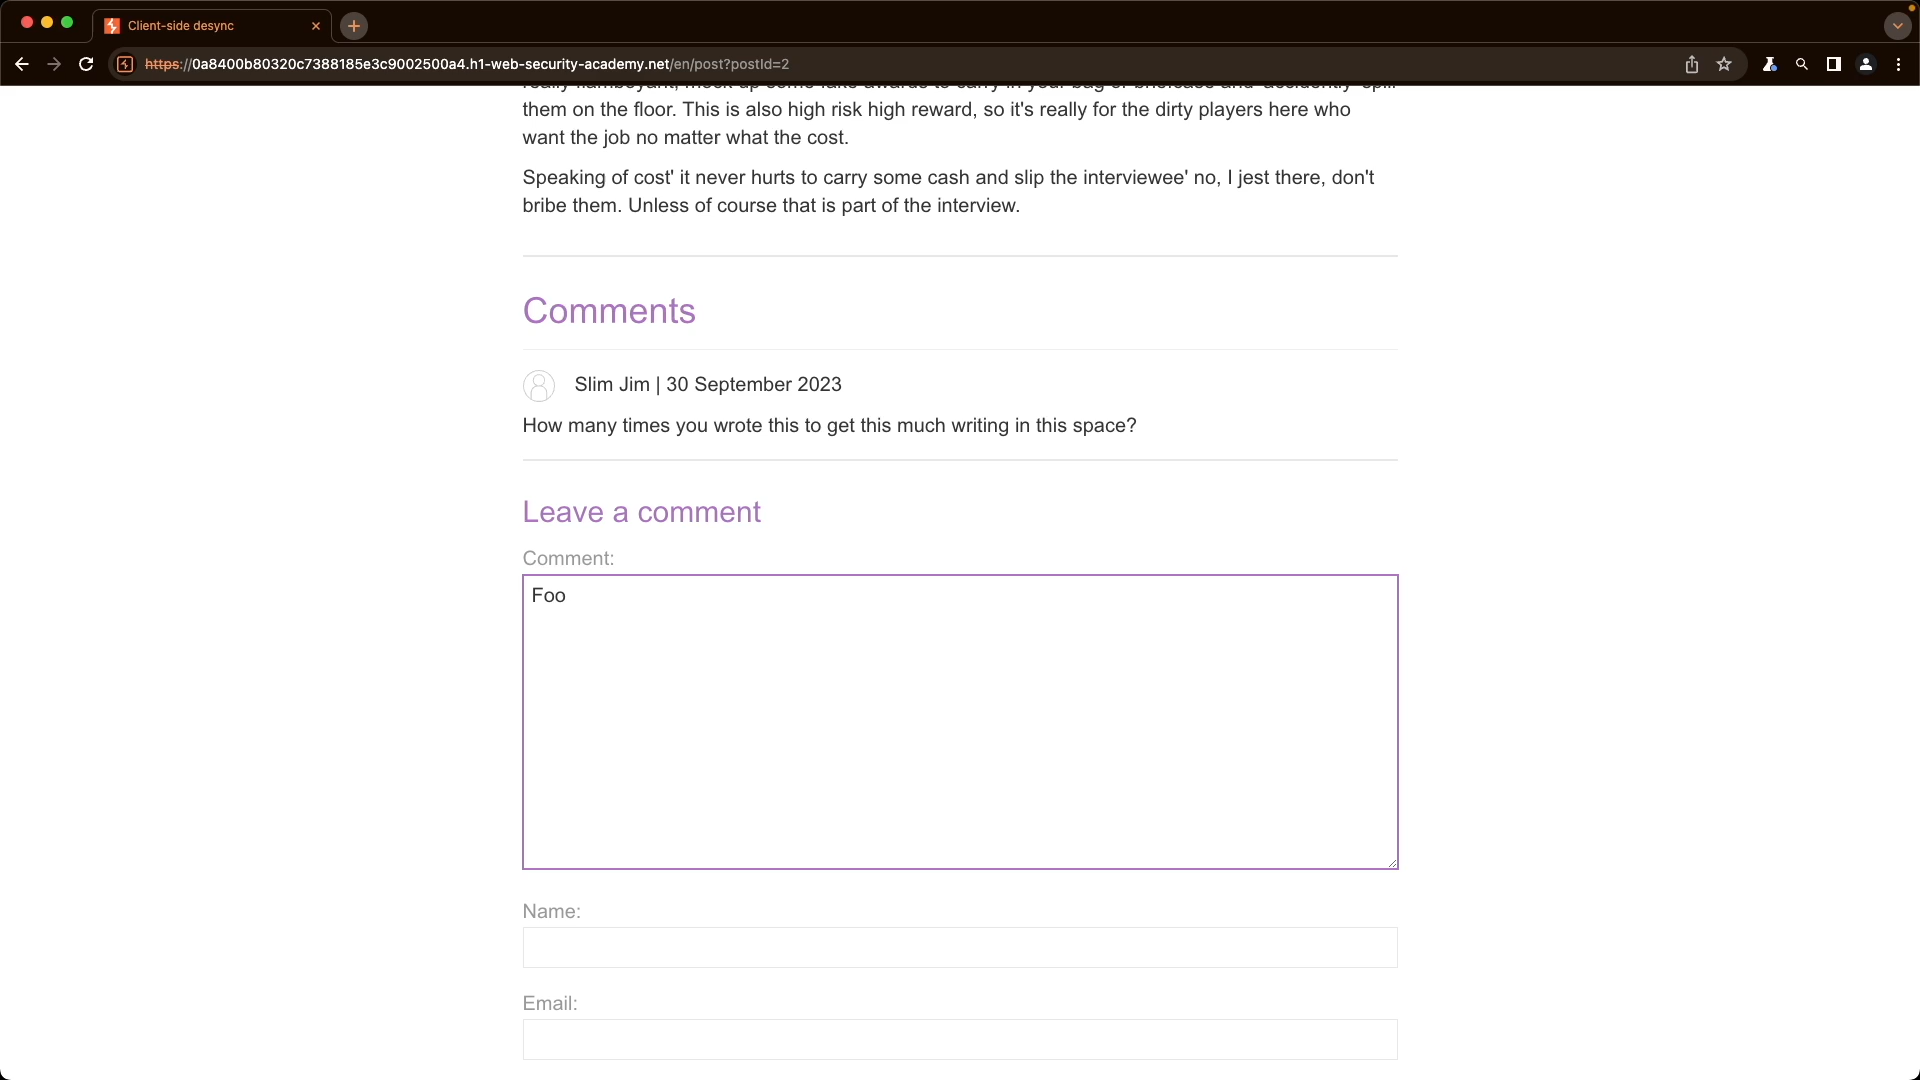 Client-side desync
https://0a8400b80320c7388185e3c9002500a4.h1-web-security-academy.net/en/post?postId=2
them on the floor. This is also high risk high reward, so it's really for the dirty players here who
want the job no matter what the cost.
Speaking of cost' it never hurts to carry some cash and slip the interviewee' no, I jest there, don't
bribe them. Unless of course that is part of the interview.
Comments
Slim Jim | 30 September 2023
How many times you wrote this to get this much writing in this space?
Leave a comment
Comment:
Foo
Name:
Email: